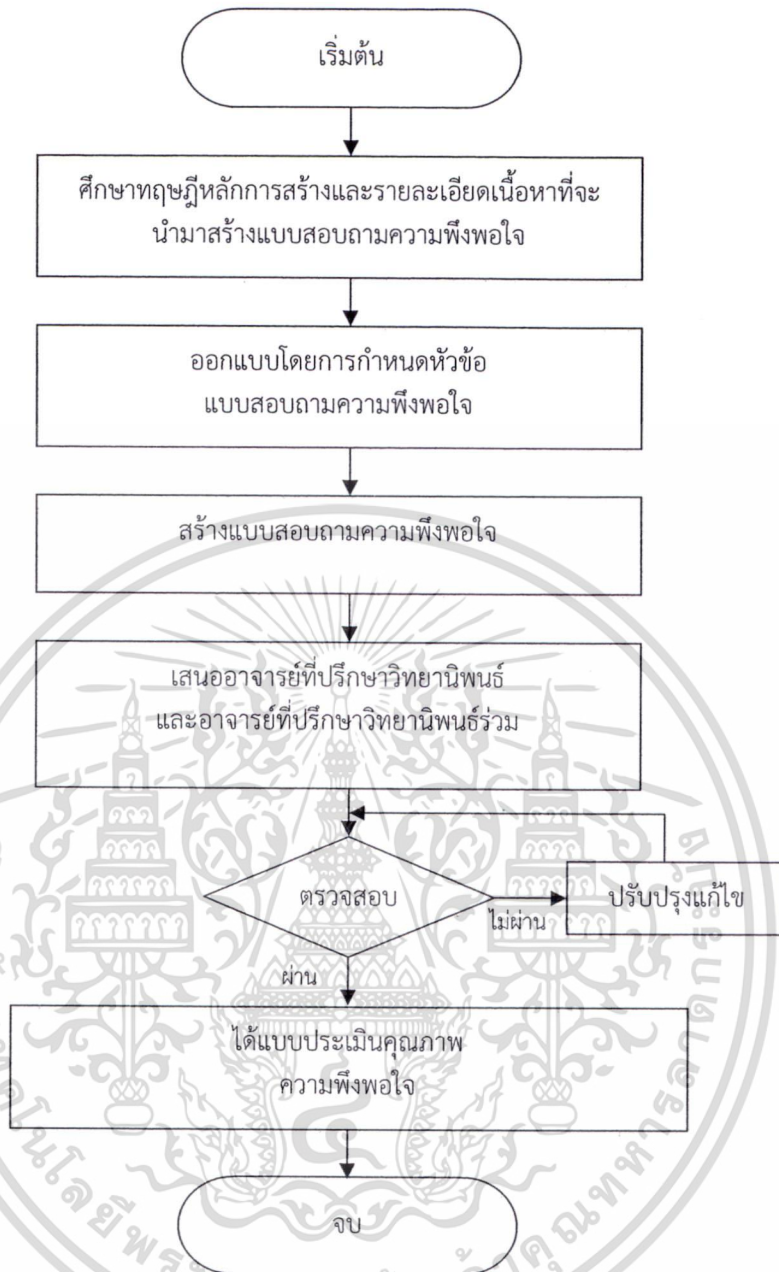 เริ่มต้น
ศึกษาทฤษฎีหลักการสร้างและรายละเอียดเนื้อหาที่จะ
นำมาสร้างแบบสอบถามความพึงพอใจ
ออกแบบโดยการกำหนดหัวข้อ
แบบสอบถามความพึงพอใจ
สร้างแบบสอบถามความพึงพอใจ
เสนออาจารย์ที่ปรึกษาวิทยานิพนธ์
และอาจารย์ที่ปรึกษาวิทยานิพนธ์ร่วม
ตรวจสอบ
ไม่ผ่าน
ปรับปรุงแก้ไข
ผ่าน
ได้แบบประเมินคุณภาพ
ความพึงพอใจ
จบ